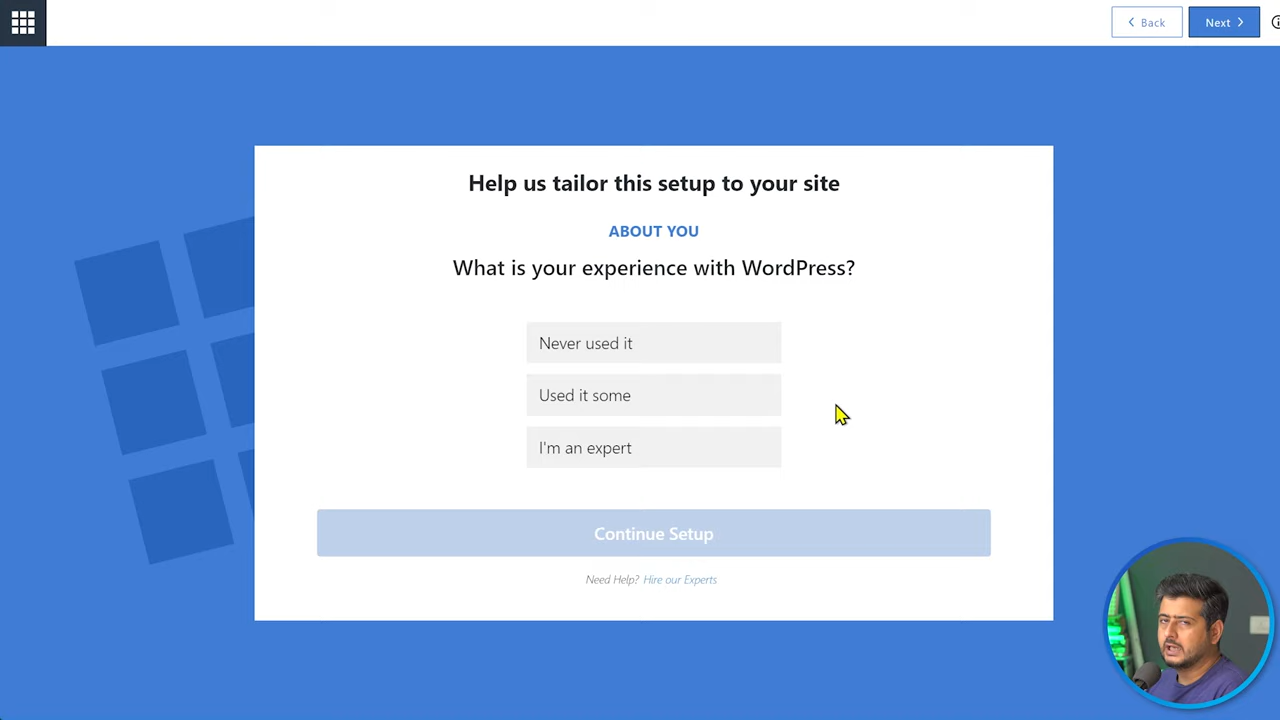 Back
Next
Help us tailor this setup to your site
ABOUT YOU
What is your experience with WordPress?
Never used it
Used it some
I'm an expert
Continue Setup
Need Help? Hire our Experts